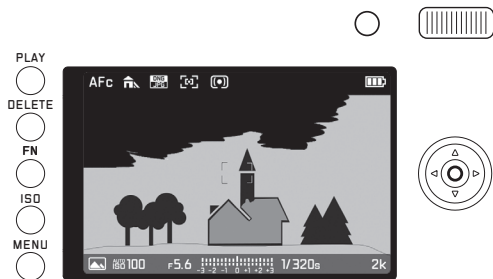 PLAY
DELETE
FN
ISO
MENU
AFc DNG JPG
AUTO ISO 100 F5.6 -3 -2 -1 0 +1 +2 +3 1/320s 2k